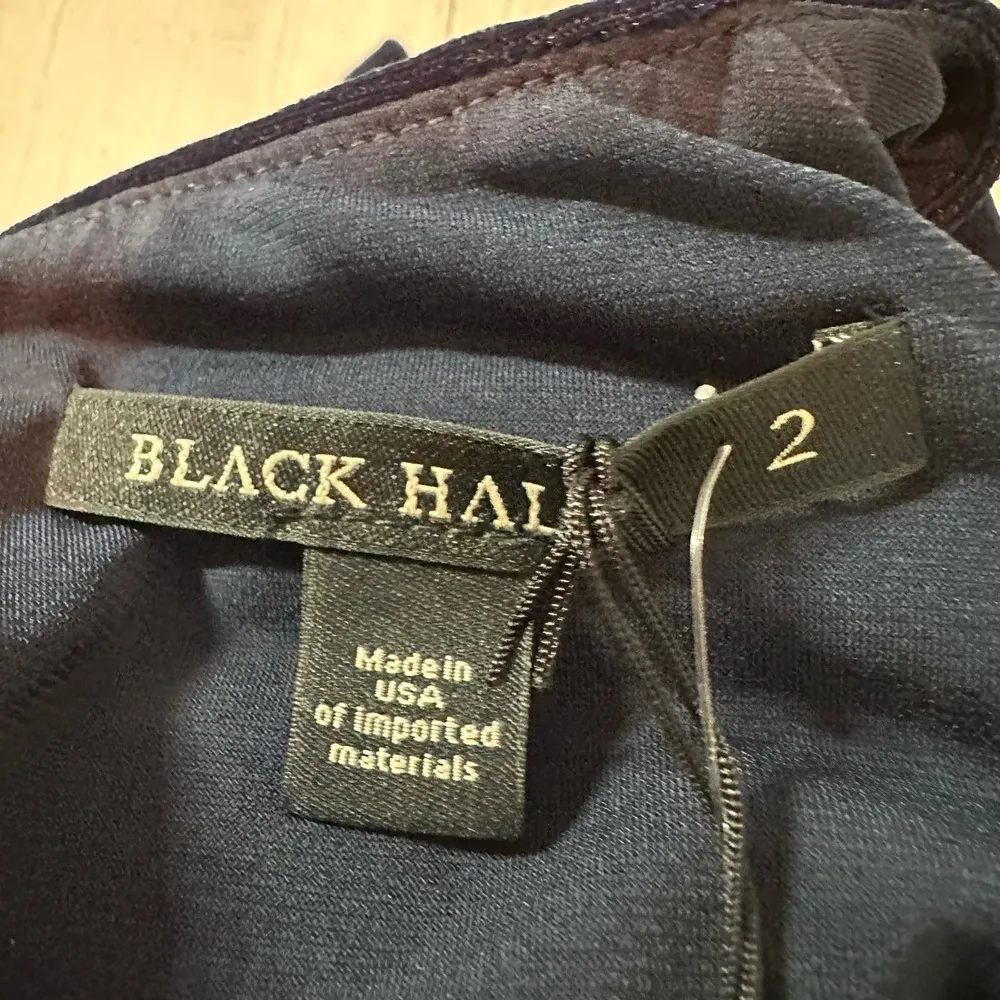 BLACK HAL
2
Made in
USA
of imported
materials